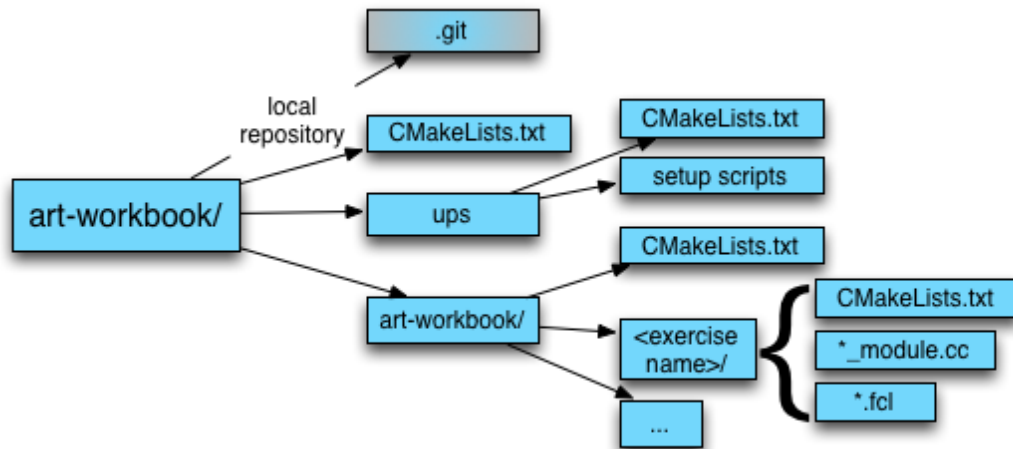 .git
local
repository
CMakeLists.txt
CMakeLists.txt
setup scripts
art-workbook/
ups
CMakeLists.txt
art-workbook/
<exercise
name>/
CMakeLists.txt
*_module.cc
*.fcl
...